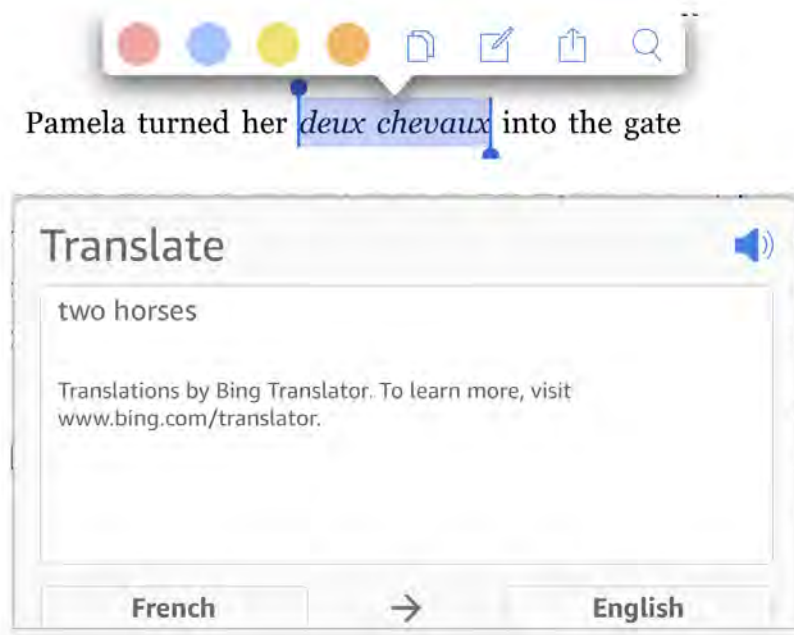 Pamela turned her deux chevaux into the gate
Translate
two horses
Translations by Bing Translator. To learn more, visit
www.bing.com/translator.
French → English